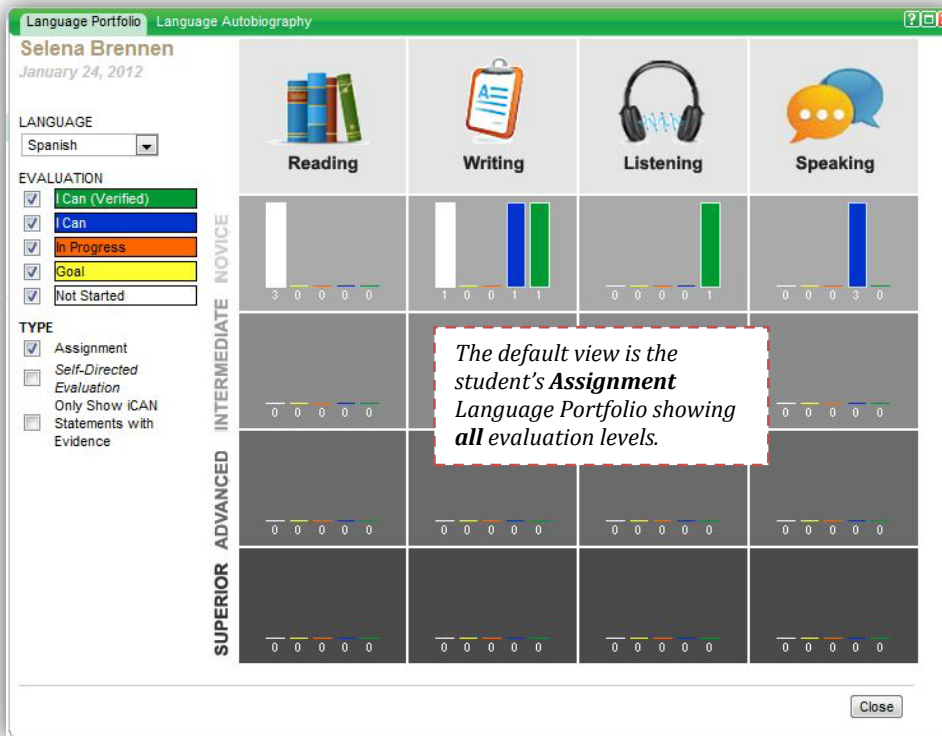 Language Portfolio Language Autobiography
Selena Brennen
January 24, 2012
LANGUAGE
Spanish
EVALUATION
I Can (Verified)
I Can
In Progress
Goal
Not Started
TYPE
Assignment
Self-Directed
Evaluation
Only Show iCAN
Statements with
Evidence
Reading Writing Listening Speaking
NOVICE
3 0 0 0 0 1 0 0 1 1 0 0 0 0 1 0 0 0 3 0
INTERMEDIATE
0 0 0 0 0 0 0 0 0 0
The default view is the
student's Assignment
Language Portfolio showing
all evaluation levels.
ADVANCED
0 0 0 0 0 0 0 0 0 0 0 0 0 0 0 0 0 0 0 0
SUPERIOR
0 0 0 0 0 0 0 0 0 0 0 0 0 0 0 0 0 0 0 0
Close